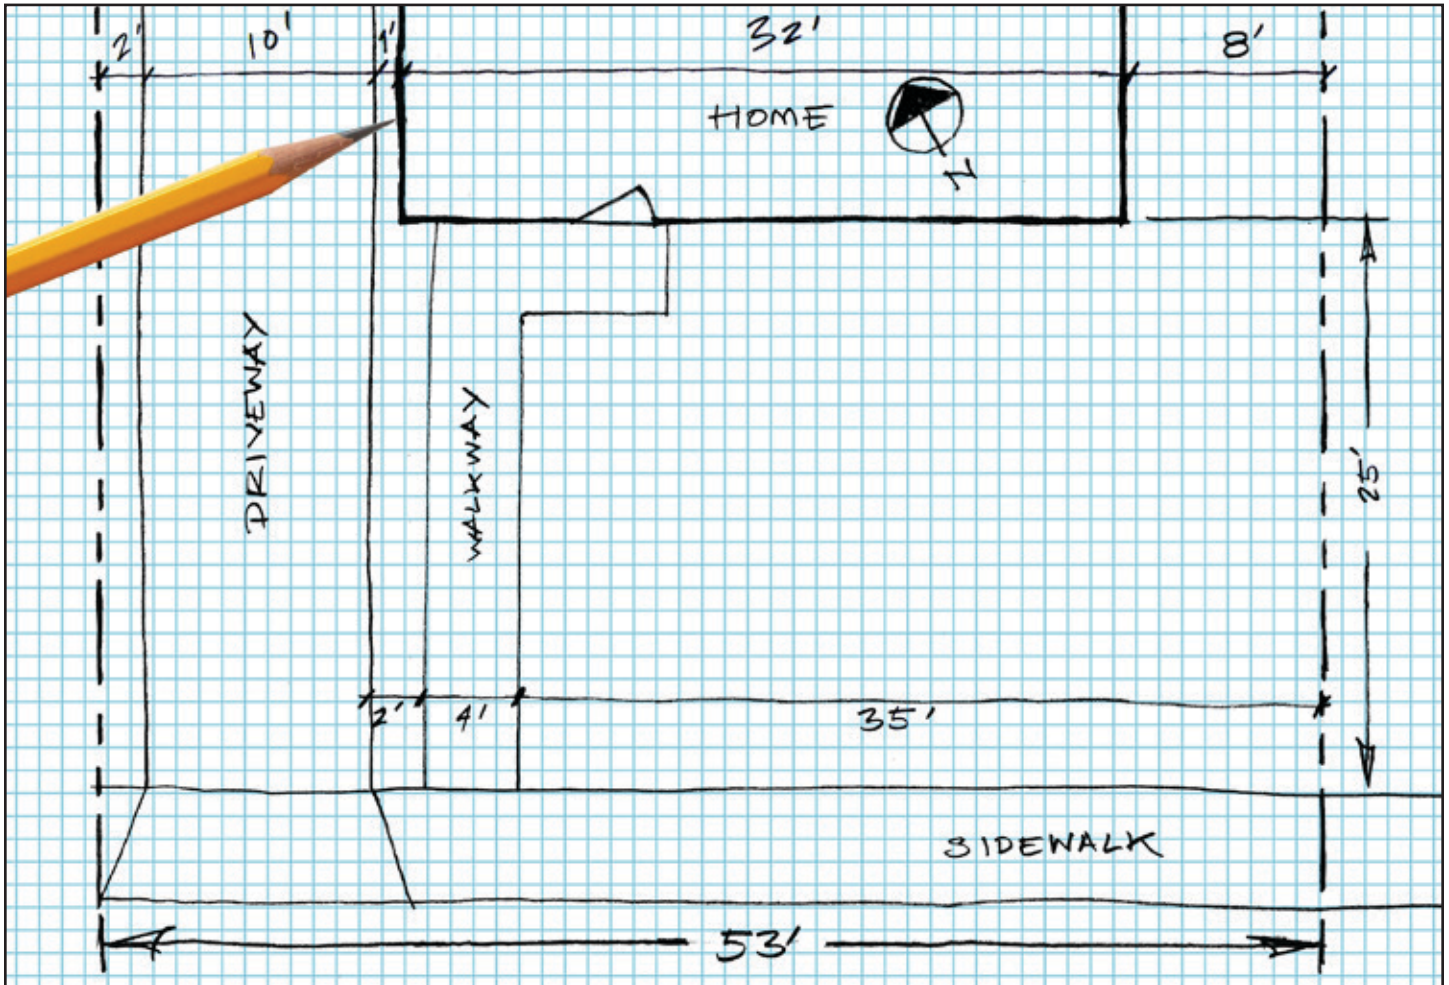 2' 10' 1' 32' 8'
HOME
N
DRIVEWAY
WALKWAY
25'
2' 4' 35'
SIDEWALK
53'